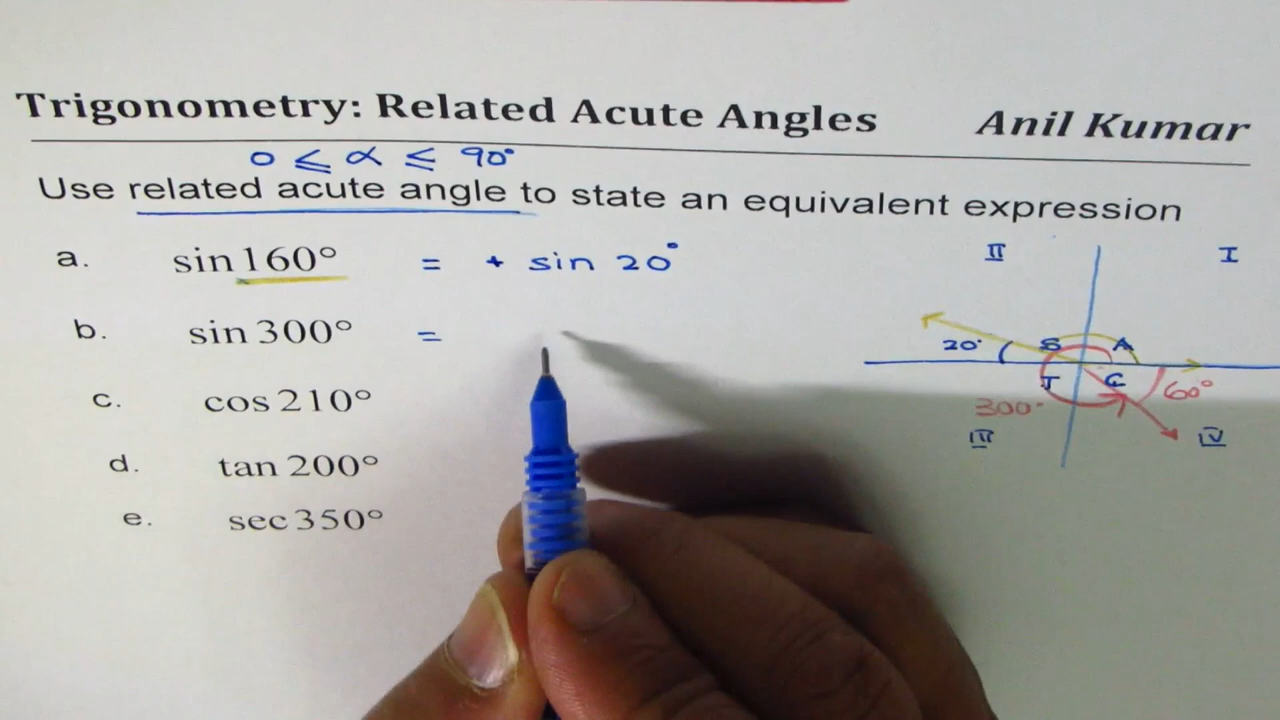 Trigonometry: Related Acute Angles Anil Kumar
0 ≤ α ≤ 90°
Use related acute angle to state an equivalent expression
a. sin 160° = + sin 20°
b. sin 300° =
c. cos 210°
d. tan 200°
e. sec 350°
II I
20° S A
T C 60°
300°
III IV